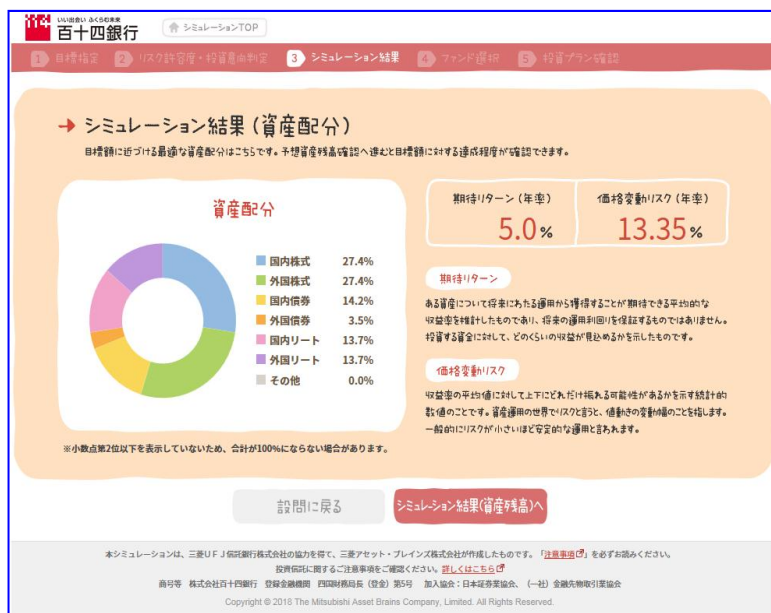 114
いい出会い ふくらむ未来
百十四銀行
シミュレーションTOP
1 目標指定 2 リスク許容度・投資意向判定 3 シミュレーション結果 4 ファンド選択 5 投資プラン確認
シミュレーション結果(資産配分)
目標額に近づける最適な資産配分はこちらです。予想資産残高確認へ進むと目標額に対する達成程度が確認できます。
資産配分
国内株式 27.4%
外国株式 27.4%
国内債券 14.2%
外国債券 3.5%
国内リート 13.7%
外国リート 13.7%
その他 0.0%
※小数点第2位以下を表示していないため、合計が100%にならない場合があります。
期待リターン(年率)
5.0%
価格変動リスク(年率)
13.35%
期待リターン
ある資産について将来にわたる運用から獲得することが期待できる平均的な
収益率を推計したものであり、将来の運用利回りを保証するものではありません。
投資する資金に対して、どのくらいの収益が見込めるかを示したものです。
価格変動リスク
収益率の平均値に対して上下にどれだけ振れる可能性があるかを示す統計的
数値のことです。資産運用の世界でリスクと言うと、値動きの変動幅のことを指します。
一般的にリスクが小さいほど安定的な運用と言われます。
設問に戻る
シミュレーション結果(資産残高)へ
本シミュレーションは、三菱UFJ信託銀行株式会社の協力を得て、三菱アセット・ブレインズ株式会社が作成したものです。「注意事項」を必ずお読みください。
投資信託に関するご注意事項をご確認ください。詳しくはこちら
商号等 株式会社百十四銀行 登録金融機関 四国財務局長(登金)第5号 加入協会:日本証券業協会、(一社)金融先物取引業協会
Copyright © 2016 The Mitsubishi Asset Brains Company, Limited. All Rights Reserved.